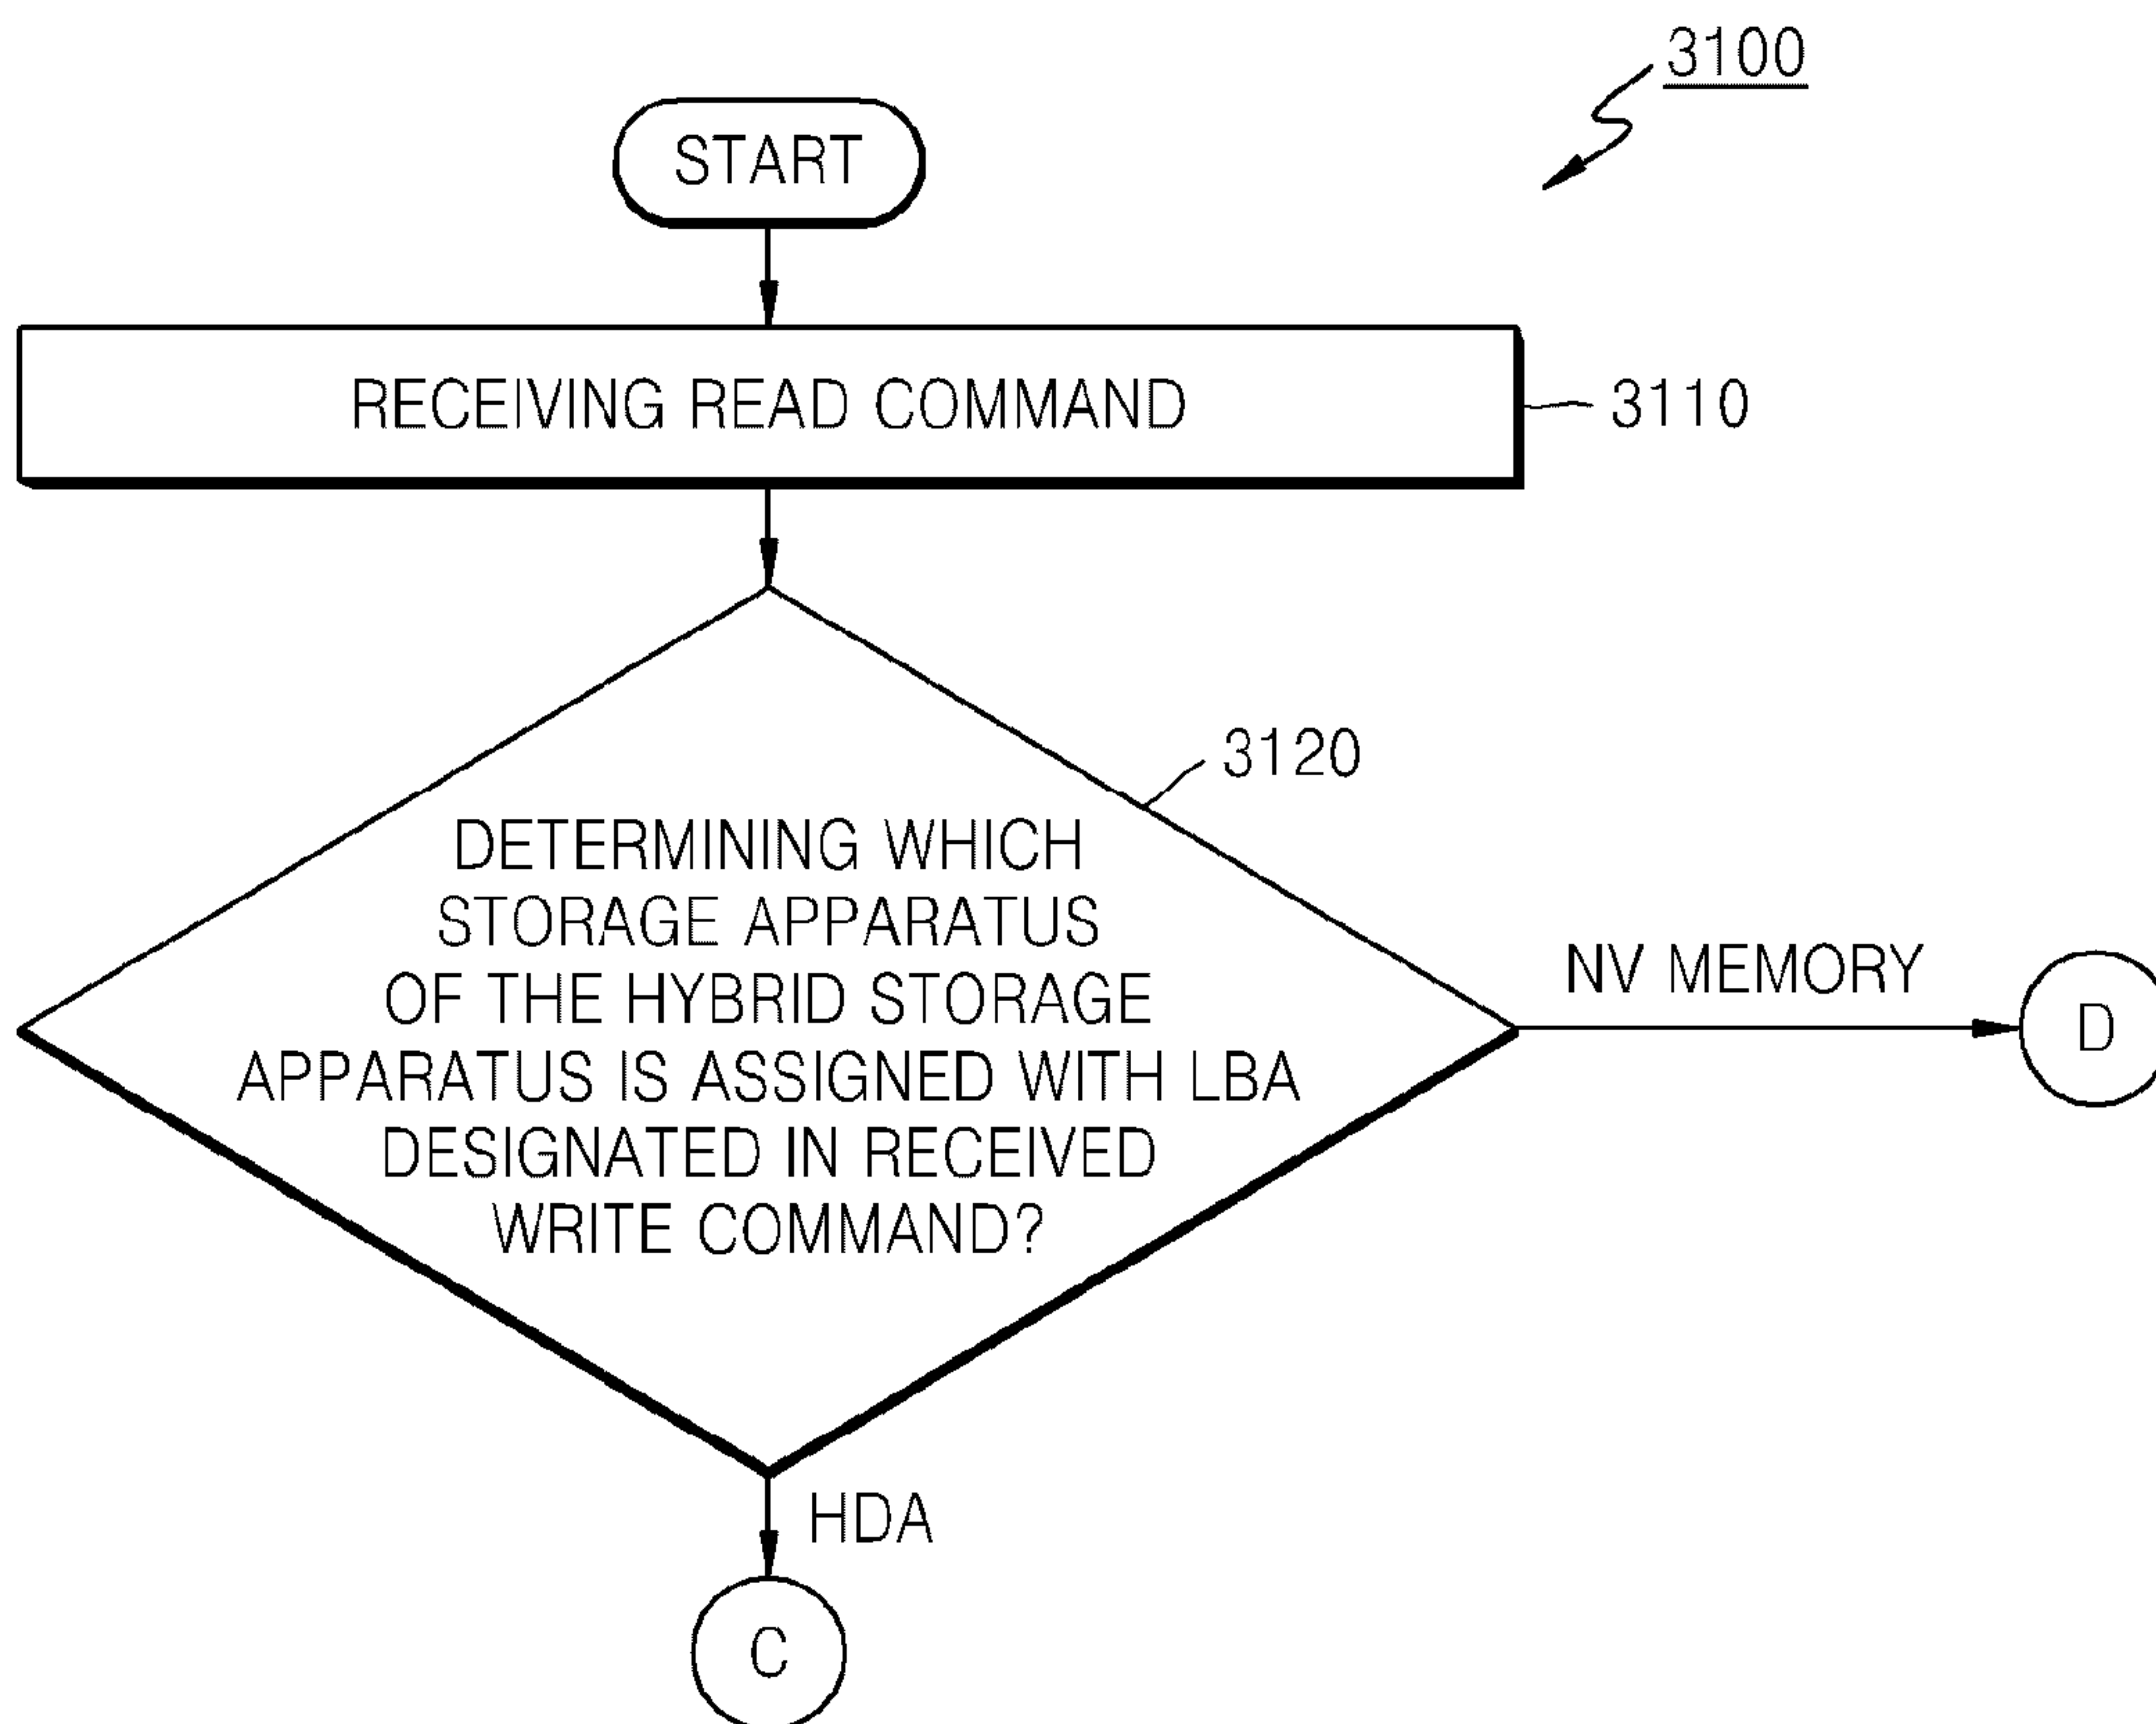 3100
START
RECEIVING READ COMMAND
3110
3120
DETERMINING WHICH
STORAGE APPARATUS
OF THE HYBRID STORAGE
APPARATUS IS ASSIGNED WITH LBA
DESIGNATED IN RECEIVED
WRITE COMMAND?
NV MEMORY
D
HDA
C